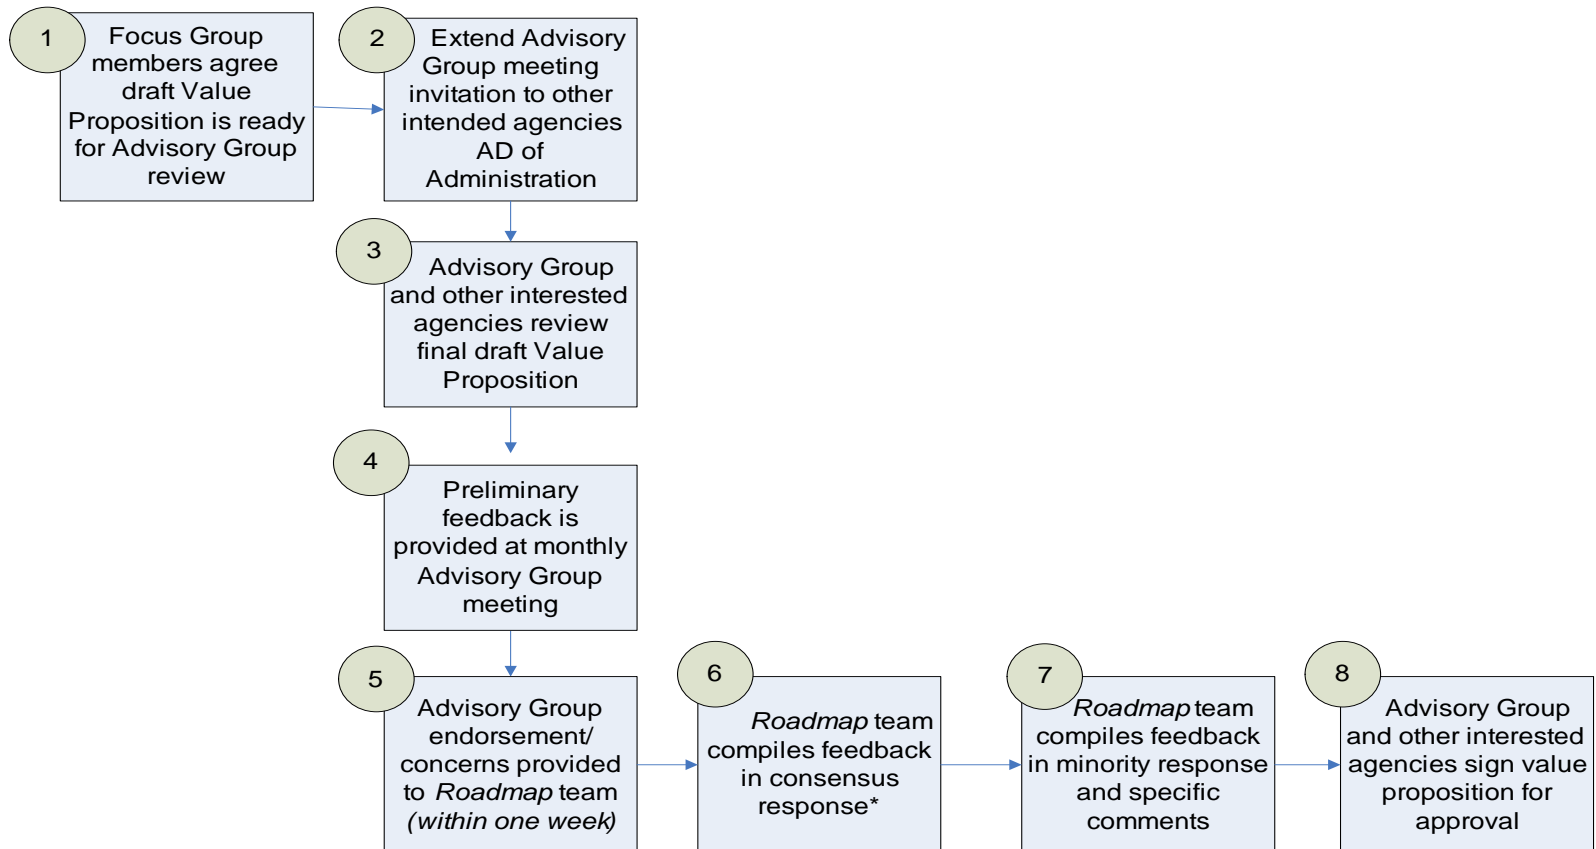 1
Focus Group
members agree
draft Value
Proposition is ready
for Advisory Group
review
2
Extend Advisory
Group meeting
invitation to other
intended agencies
AD of
Administration
3
Advisory Group
and other interested
agencies review
final draft Value
Proposition
4
Preliminary
feedback is
provided at monthly
Advisory Group
meeting
5
Advisory Group
endorsement/
concerns provided
to Roadmap team
(within one week)
6
Roadmap team
compiles feedback
in consensus
response*
7
Roadmap team
compiles feedback
in minority response
and specific
comments
8
Advisory Group
and other interested
agencies sign value
proposition for
approval